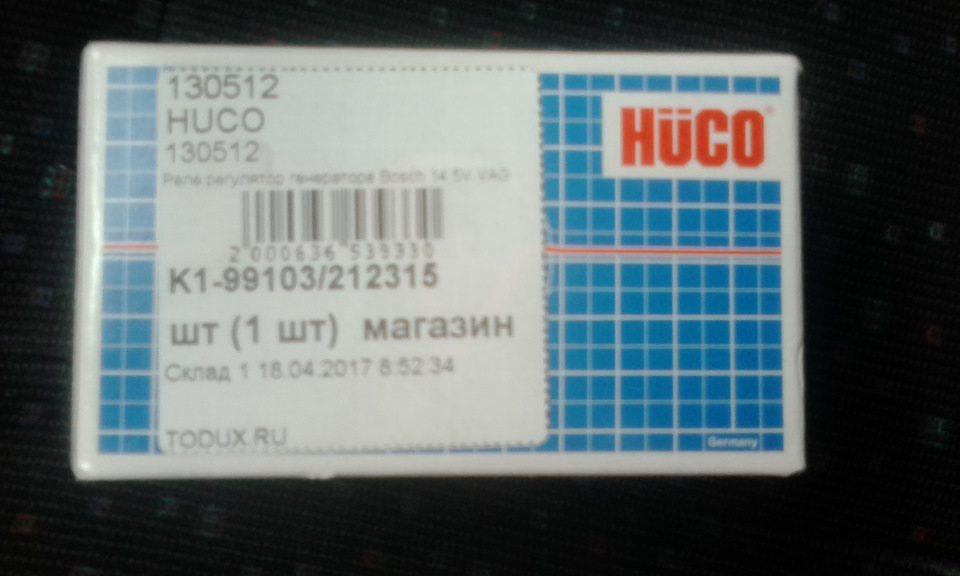 130512
HUCO
130512
Реле регулятор генератора Bosch 14.5V VAG
2 000636 539330
К1-99103/212315
шт (1 шт) магазин
Склад 1 18.04.2017 8:52:34
TODUX.RU
HÜCO®
Germany